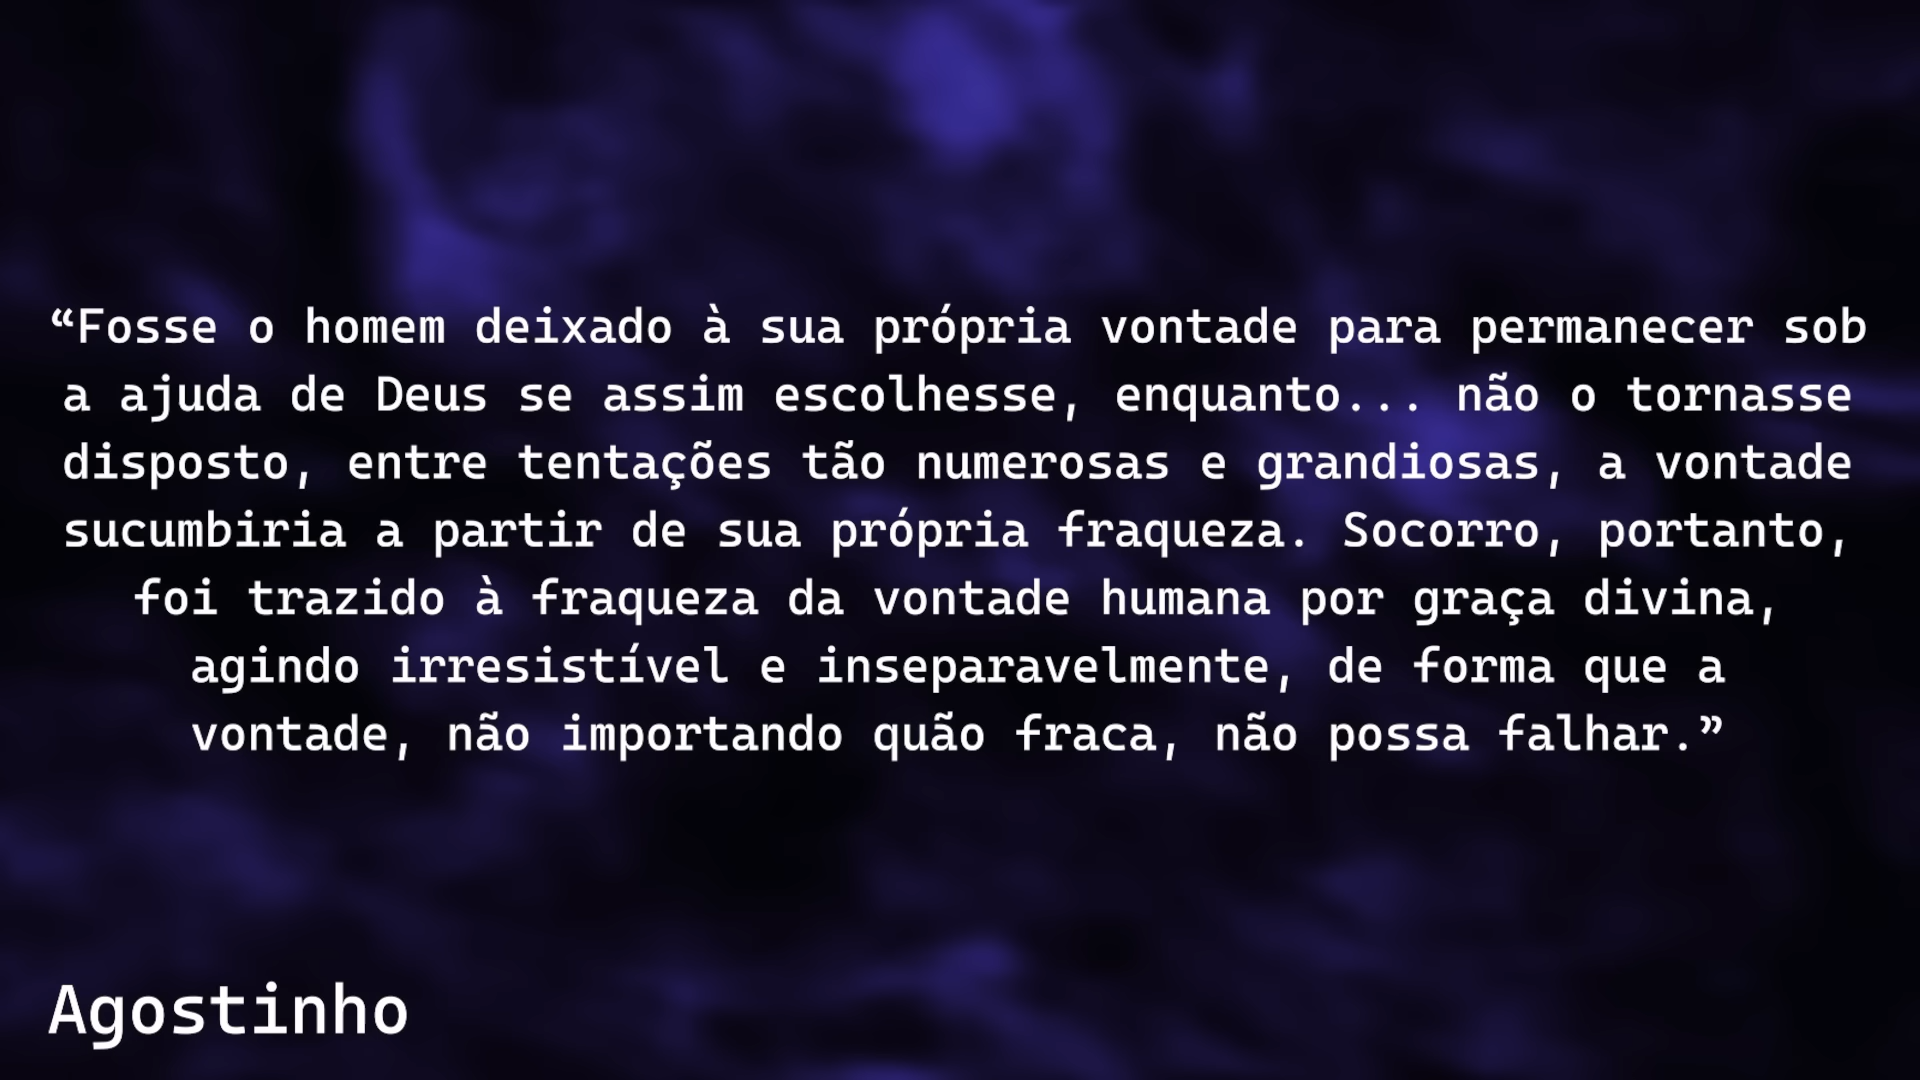 “Fosse o homem deixado à sua própria vontade para permanecer sob
a ajuda de Deus se assim escolhesse, enquanto... não o tornasse
disposto, entre tentações tão numerosas e grandiosas, a vontade
sucumbiria a partir de sua própria fraqueza. Socorro, portanto,
foi trazido à fraqueza da vontade humana por graça divina,
agindo irresistível e inseparavelmente, de forma que a
vontade, não importando quão fraca, não possa falhar.”
Agostinho